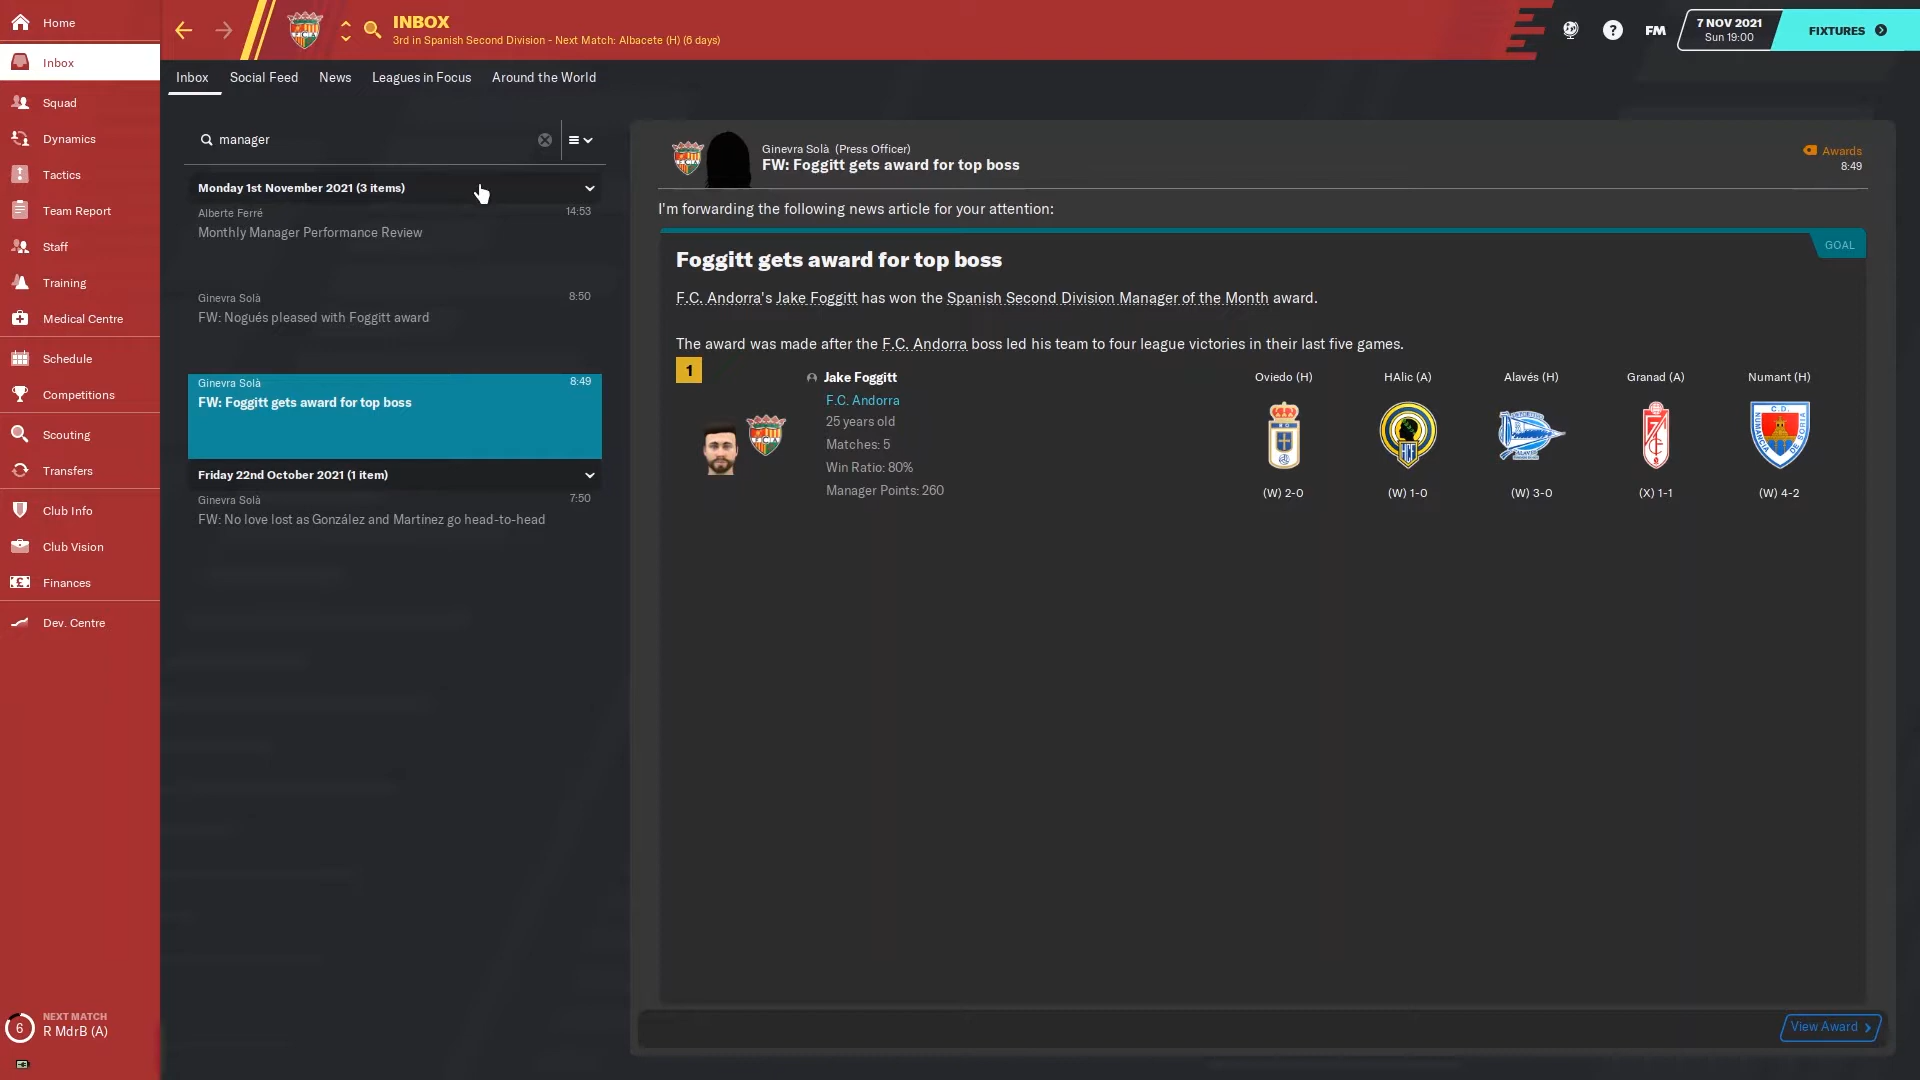 Home
Inbox
Squad
Dynamics
Tactics
Team Report
Staff
Training
Medical Centre
Schedule
Competitions
Scouting
Transfers
Club Info
Club Vision
Finances
Dev. Centre
6
NEXT MATCH
R MdrB (A)
INBOX
3rd in Spanish Second Division - Next Match: Albacete (H) (6 days)
?
FM
7 NOV 2021
Sun 19:00
FIXTURES
Inbox Social Feed News Leagues in Focus Around the World
manager
Monday 1st November 2021 (3 items)
Alberte Ferré 14:53
Monthly Manager Performance Review
Ginevra Solà 8:50
FW: Nogués pleased with Foggitt award
Ginevra Solà 8:49
FW: Foggitt gets award for top boss
Friday 22nd October 2021 (1 item)
Ginevra Solà 7:50
FW: No love lost as González and Martínez go head-to-head
Ginevra Solà (Press Officer)
FW: Foggitt gets award for top boss
Awards
8:49
I'm forwarding the following news article for your attention:
GOAL
Foggitt gets award for top boss
F.C. Andorra's Jake Foggitt has won the Spanish Second Division Manager of the Month award.
The award was made after the F.C. Andorra boss led his team to four league victories in their last five games.
1
Jake Foggitt
F.C. Andorra
25 years old
Matches: 5
Win Ratio: 80%
Manager Points: 260
Oviedo (H) HAlic (A) Alavés (H) Granad (A) Numant (H)
(W) 2-0 (W) 1-0 (W) 3-0 (X) 1-1 (W) 4-2
View Award